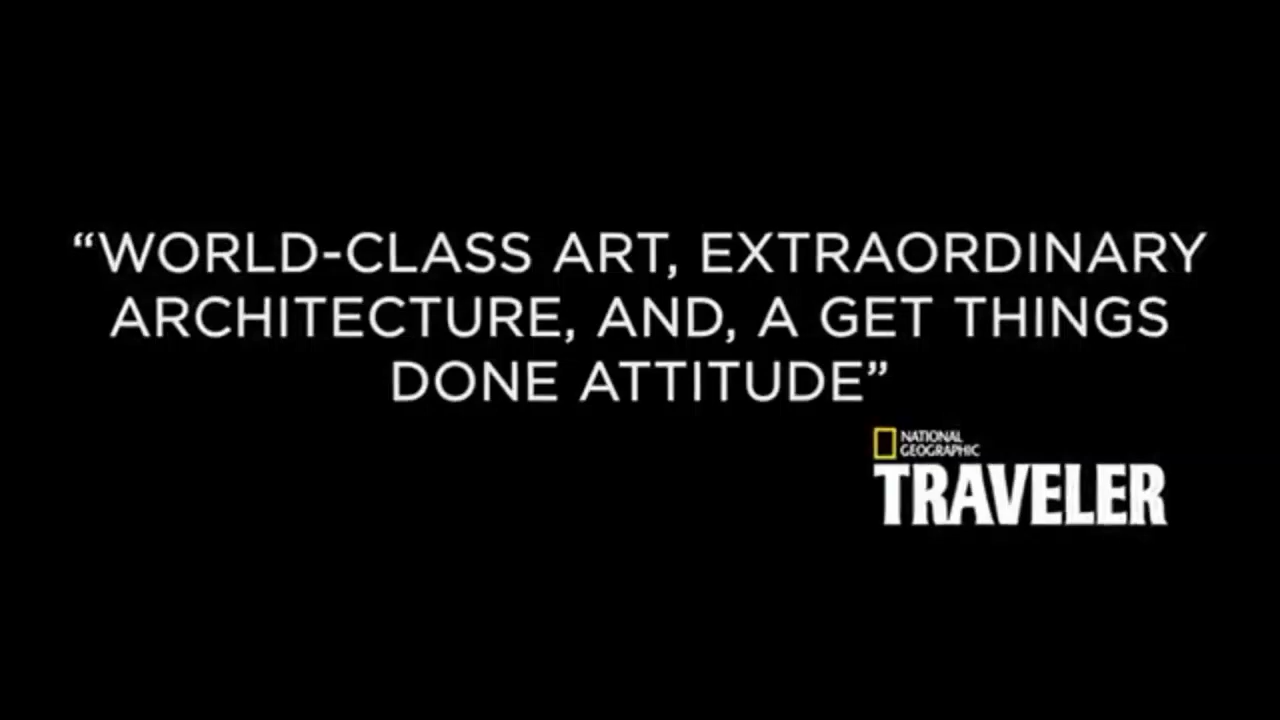 “WORLD-CLASS ART, EXTRAORDINARY
ARCHITECTURE, AND, A GET THINGS
DONE ATTITUDE”
NATIONAL
GEOGRAPHIC
TRAVELER